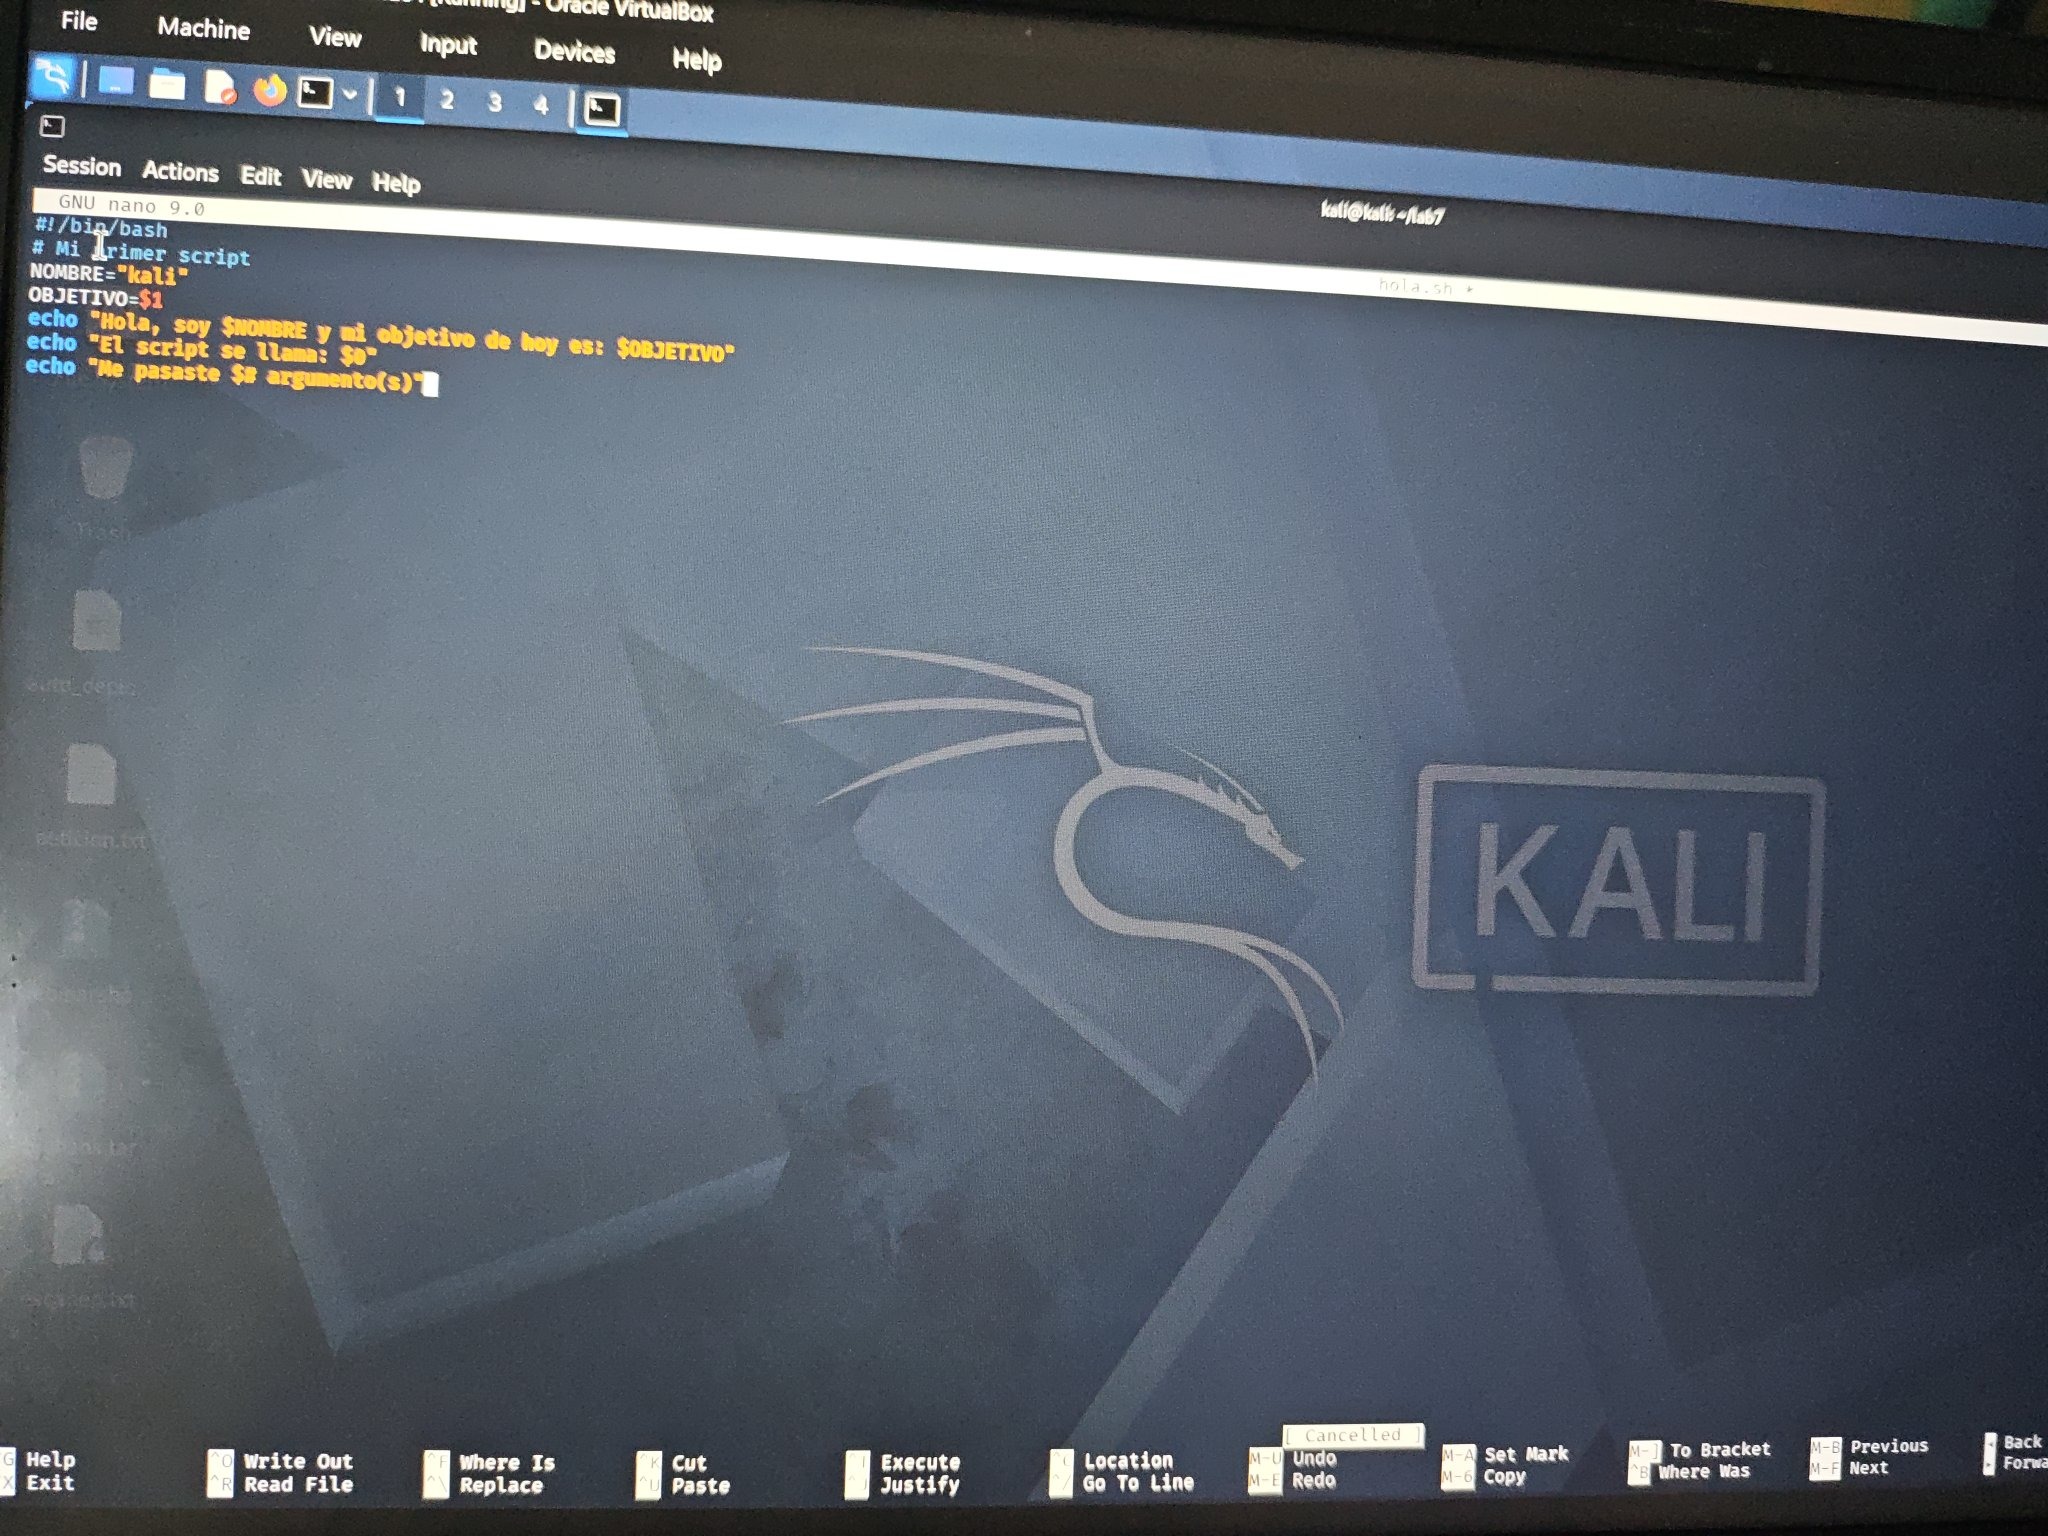 Oracle VirtualBox
File Machine View Input Devices Help
1 2 3 4
Session Actions Edit View Help
kali@kali: ~/lab7
GNU nano 9.0 hola.sh *
#!/bin/bash
# Mi primer script
NOMBRE="kali"
OBJETIVO=$1
echo "Hola, soy $NOMBRE y mi objetivo de hoy es: $OBJETIVO"
echo "El script se llama: $0"
echo "Me pasaste $# argumento(s)"
Trash
KALI
[ Cancelled ]
^G Help ^O Write Out ^F Where Is ^K Cut ^T Execute ^C Location M-U Undo M-A Set Mark M-] To Bracket M-B Previous Back
^X Exit ^R Read File ^\ Replace ^U Paste ^J Justify ^/ Go To Line M-E Redo M-6 Copy ^B Where Was M-F Next